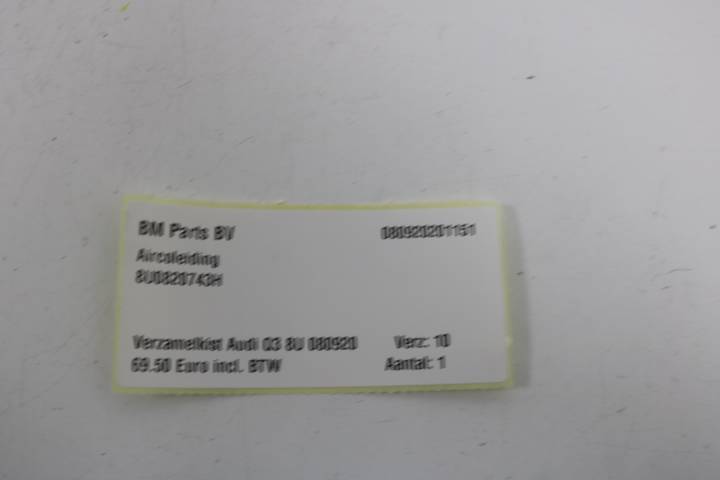 BM Parts BV 080920201151
Aircoleiding
8U0820743H
Verzamelkist Audi Q3 8U 080920 Verz: 10
69.50 Euro incl. BTW Aantal: 1